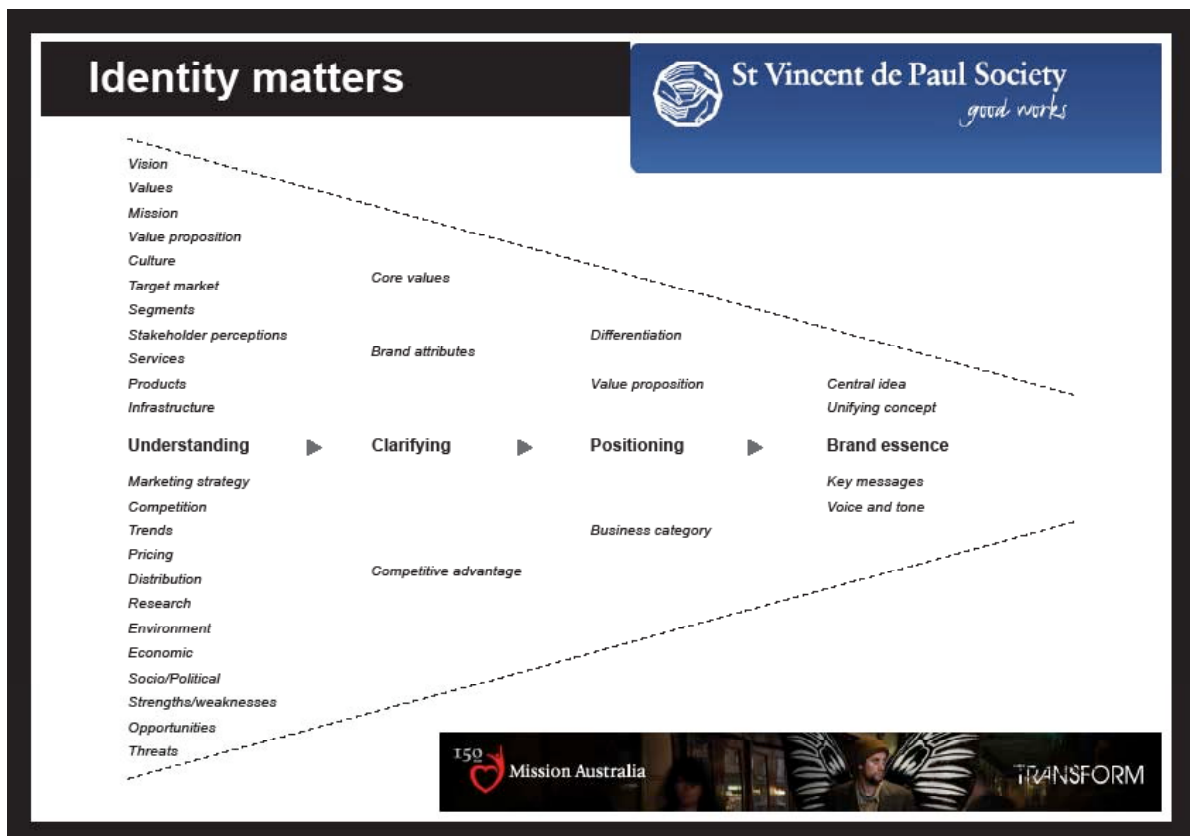 Identity matters
St Vincent de Paul Society
good works
Vision
Values
Mission
Value proposition
Culture
Target market
Segments
Stakeholder perceptions
Services
Products
Infrastructure
Understanding
Marketing strategy
Competition
Trends
Pricing
Distribution
Research
Environment
Economic
Socio/Political
Strengths/weaknesses
Opportunities
Threats
Core values
Brand attributes
Clarifying
Competitive advantage
Differentiation
Value proposition
Positioning
Business category
Central idea
Unifying concept
Brand essence
Key messages
Voice and tone
150
Mission Australia
TRANSFORM